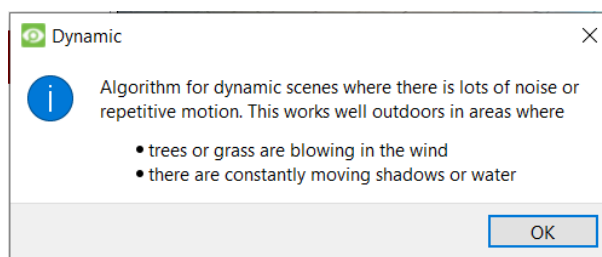 Dynamic
Algorithm for dynamic scenes where there is lots of noise or
repetitive motion. This works well outdoors in areas where
• trees or grass are blowing in the wind
• there are constantly moving shadows or water
OK